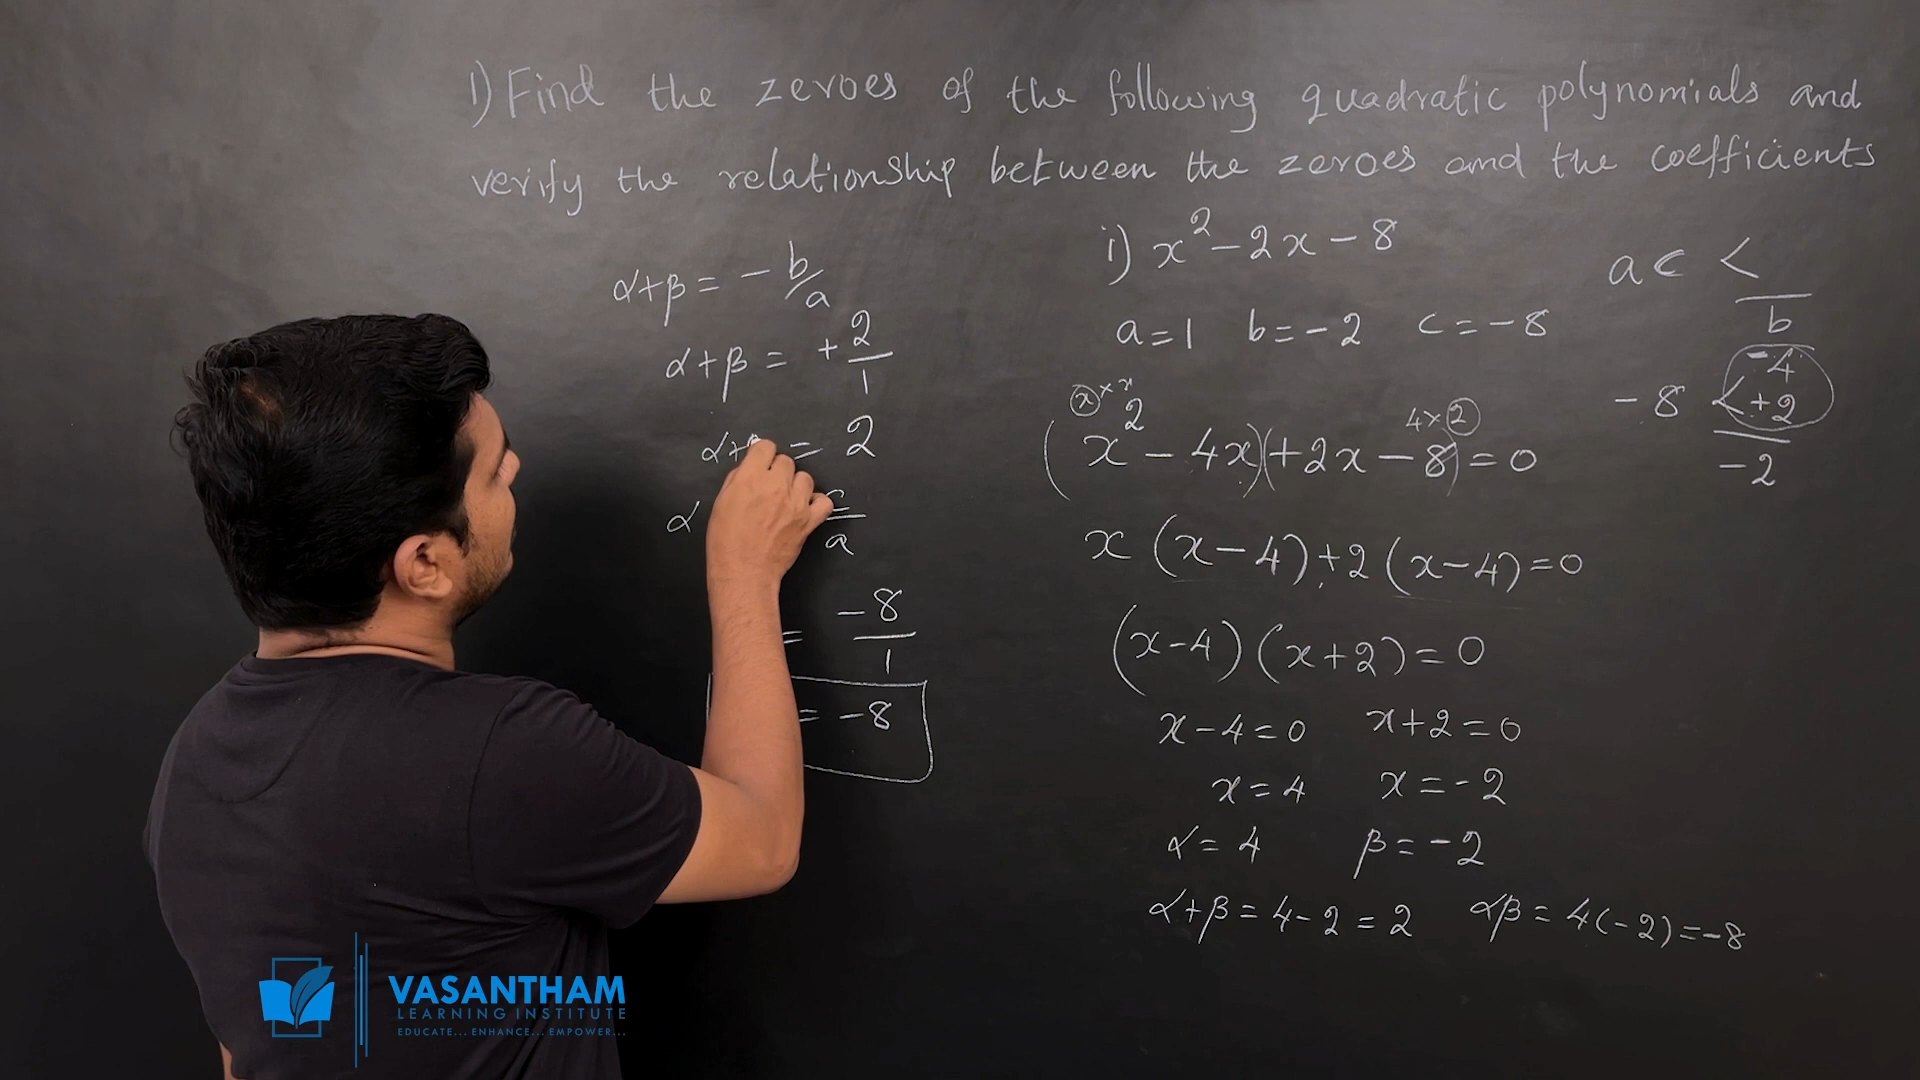 1) Find the zeroes of the following quadratic polynomials and
verify the relationship between the zeroes and the coefficients
α+β = - b/a
α+β = + 2/1
= 2
α
c/a
= -8/1
= -8
i) x² - 2x - 8
a=1 b=-2 c=-8
x × x
4×2
(x² - 4x)(+2x - 8) = 0
x (x-4)+2 (x-4)=0
(x-4) (x+2)=0
x-4=0 x+2=0
x=4 x=-2
α=4 β=-2
α+β=4-2=2 αβ=4(-2)=-8
ac <
b
-4
-8 < +2
-2
VASANTHAM
LEARNING INSTITUTE
EDUCATE... ENHANCE... EMPOWER...